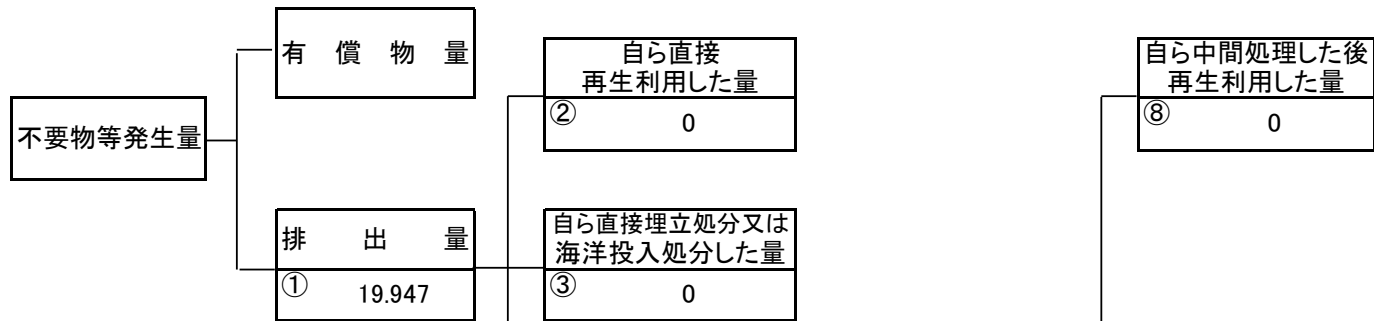 有償物量
自ら直接
再生利用した量
②
0
自ら中間処理した後
再生利用した量
⑧
0
不要物等発生量
排出量
①
19.947
自ら直接埋立処分又は
海洋投入処分した量
③
0